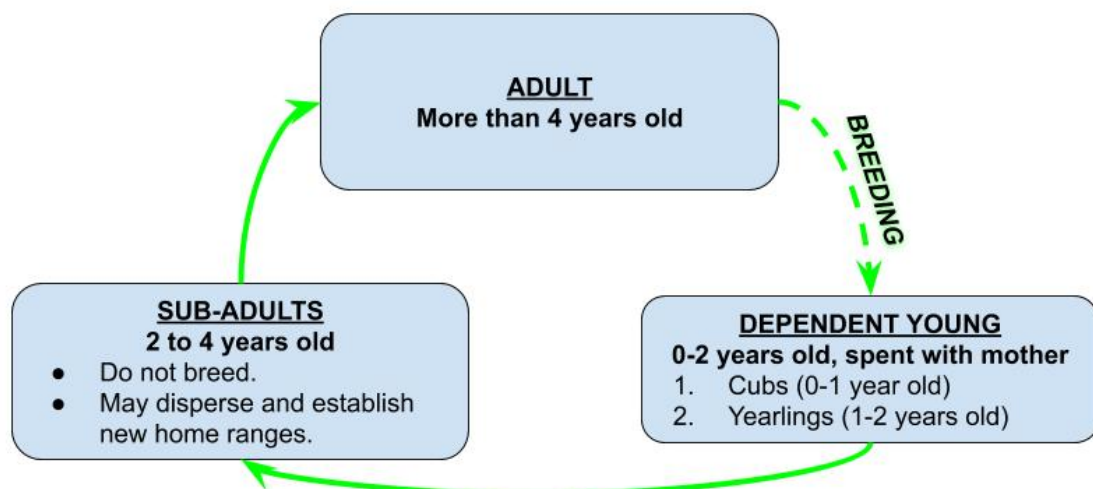 ADULT
More than 4 years old
BREEDING
SUB-ADULTS
2 to 4 years old
● Do not breed.
● May disperse and establish
new home ranges.
DEPENDENT YOUNG
0-2 years old, spent with mother
1. Cubs (0-1 year old)
2. Yearlings (1-2 years old)